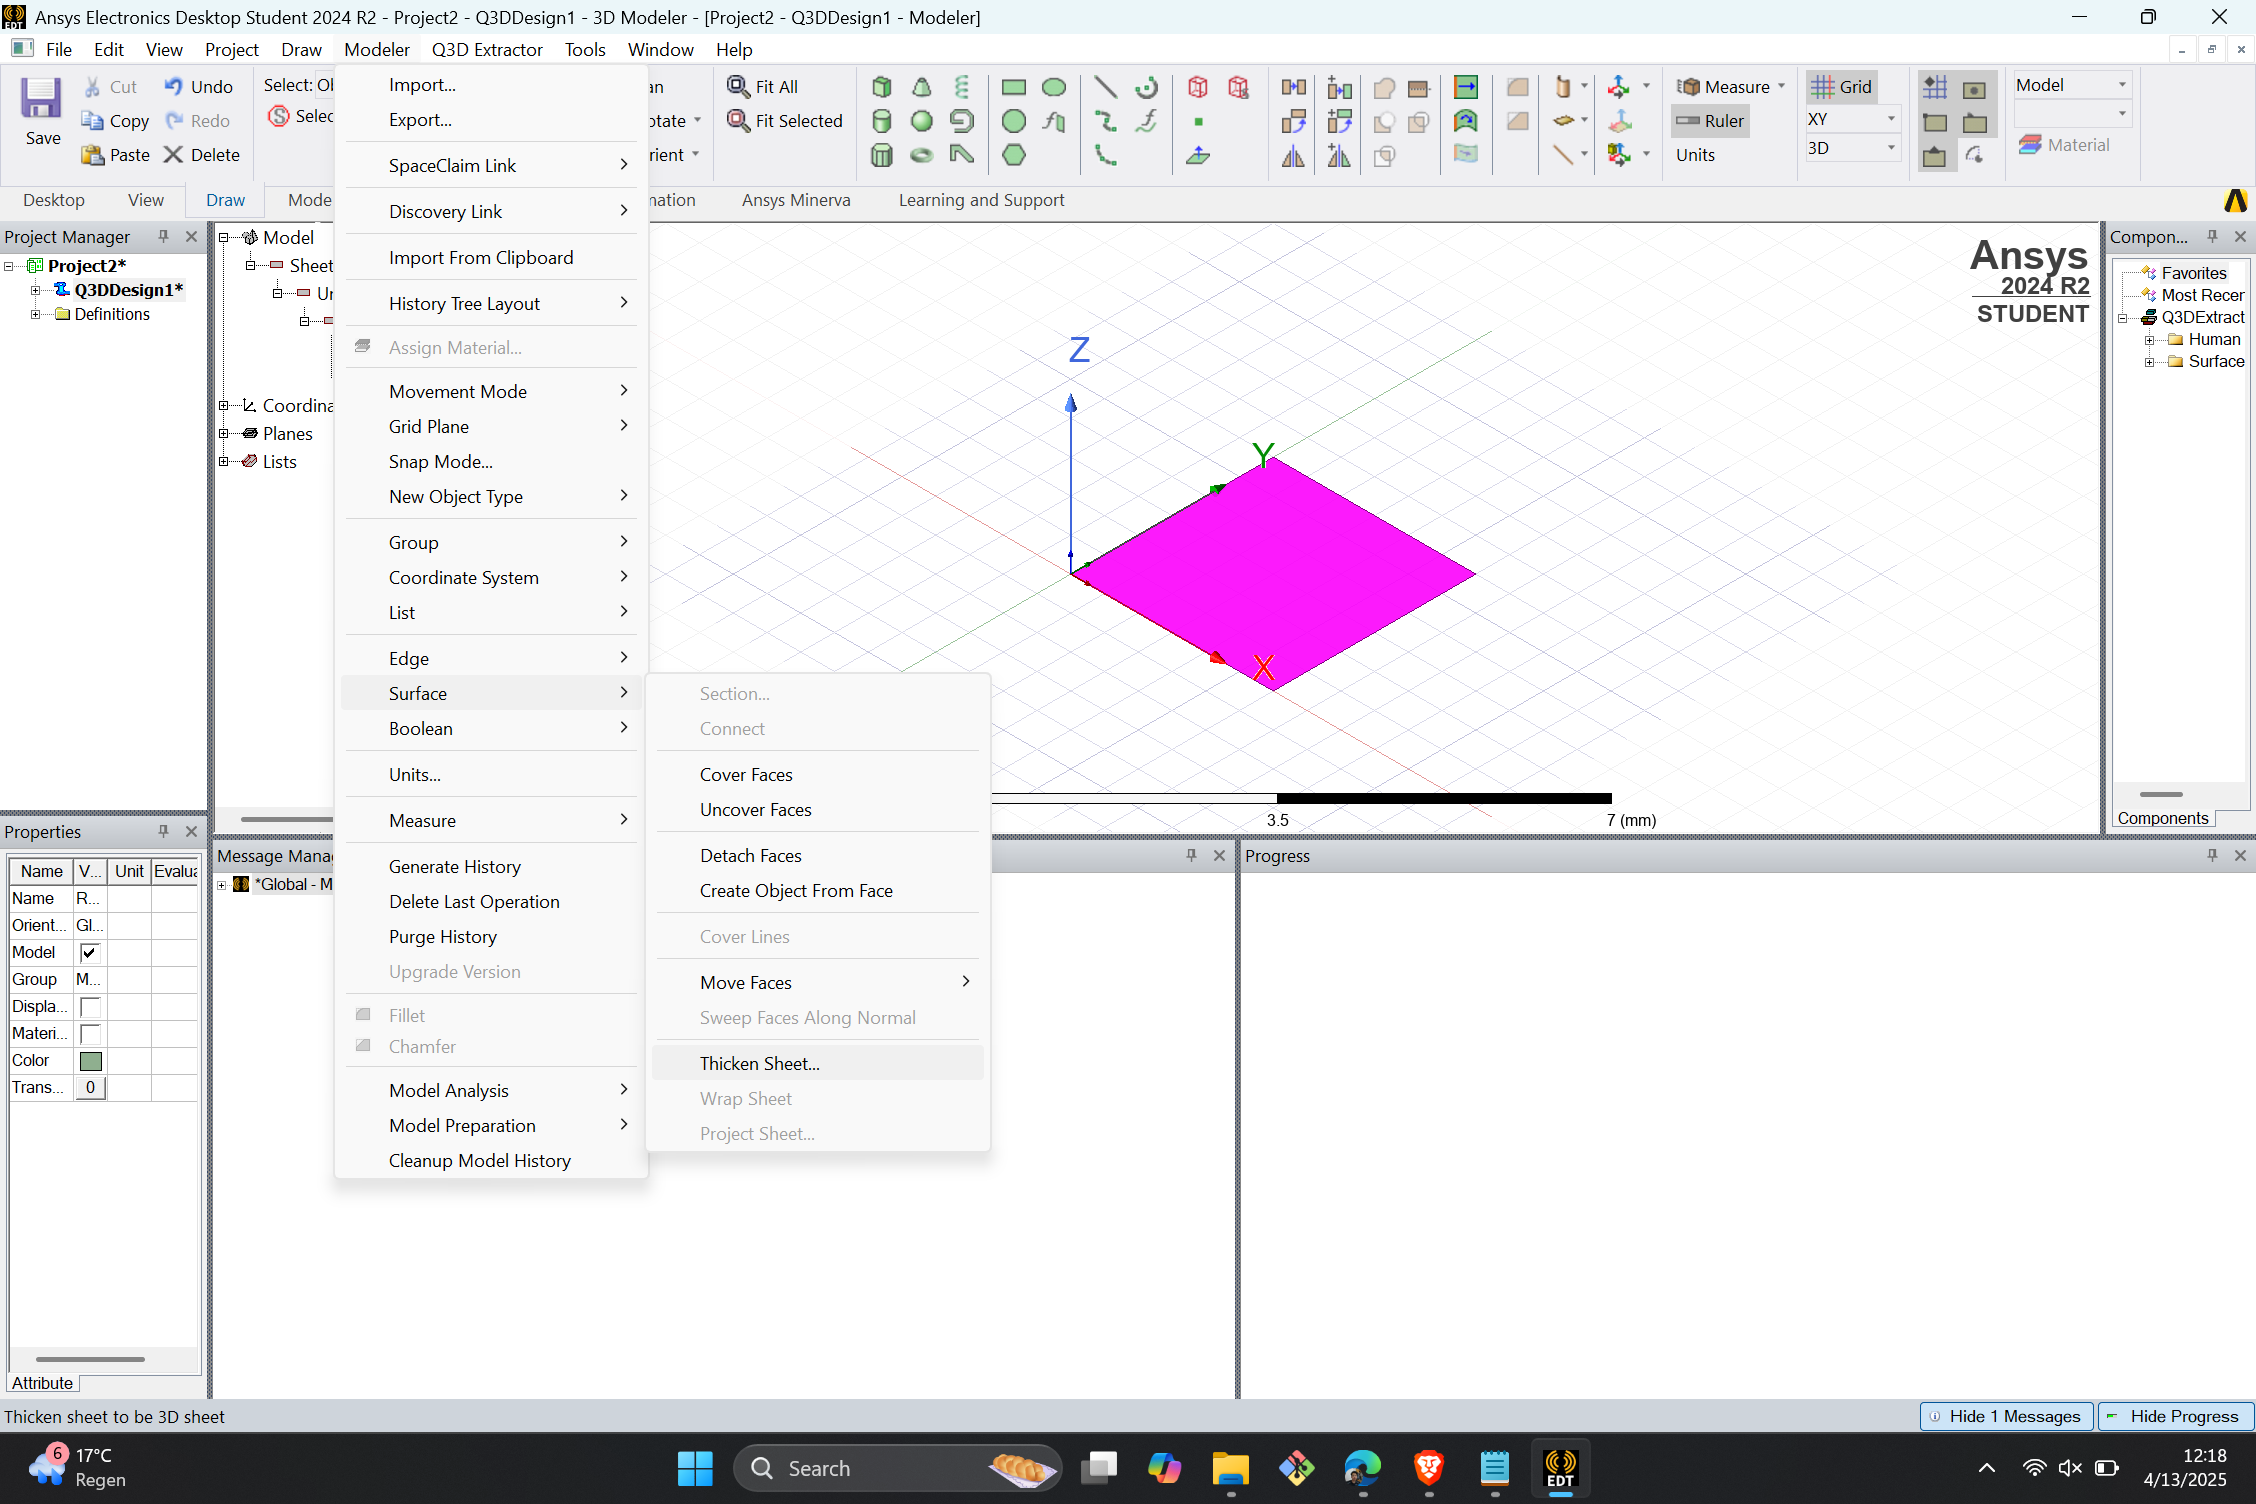 Ansys Electronics Desktop Student 2024 R2 - Project2 - Q3DDesign1 - 3D Modeler - [Project2 - Q3DDesign1 - Modeler]
File Edit View Project Draw Modeler Q3D Extractor Tools Window Help
Save
Cut
Copy
Paste
Undo
Redo
Delete
Select:
Fit All
Fit Selected
Measure
Ruler
Units
Grid
XY
3D
Model
Material
Desktop View Draw Ansys Minerva Learning and Support
Project Manager
Project2*
Q3DDesign1*
Definitions
Model
Sheet
Planes
Lists
Import...
Export...
SpaceClaim Link
Discovery Link
Import From Clipboard
History Tree Layout
Assign Material...
Movement Mode
Grid Plane
Snap Mode...
New Object Type
Group
Coordinate System
List
Edge
Surface
Boolean
Units...
Measure
Generate History
Delete Last Operation
Purge History
Upgrade Version
Fillet
Chamfer
Model Analysis
Model Preparation
Cleanup Model History
Section...
Connect
Cover Faces
Uncover Faces
Detach Faces
Create Object From Face
Cover Lines
Move Faces
Sweep Faces Along Normal
Thicken Sheet...
Wrap Sheet
Project Sheet...
Z
Y
X
3.5 7 (mm)
Ansys
2024 R2
STUDENT
Compon...
Favorites
Most Recer
Q3DExtract
Human
Surface
Components
Properties
Name V... Unit Evalua
Name R...
Orient... Gl...
Model
Group M...
Displa...
Materi...
Color
Trans... 0
Attribute
Message Mana
*Global - M
Progress
Thicken sheet to be 3D sheet
Hide 1 Messages
Hide Progress
6
17°C
Regen
Search
EDT
12:18
4/13/2025